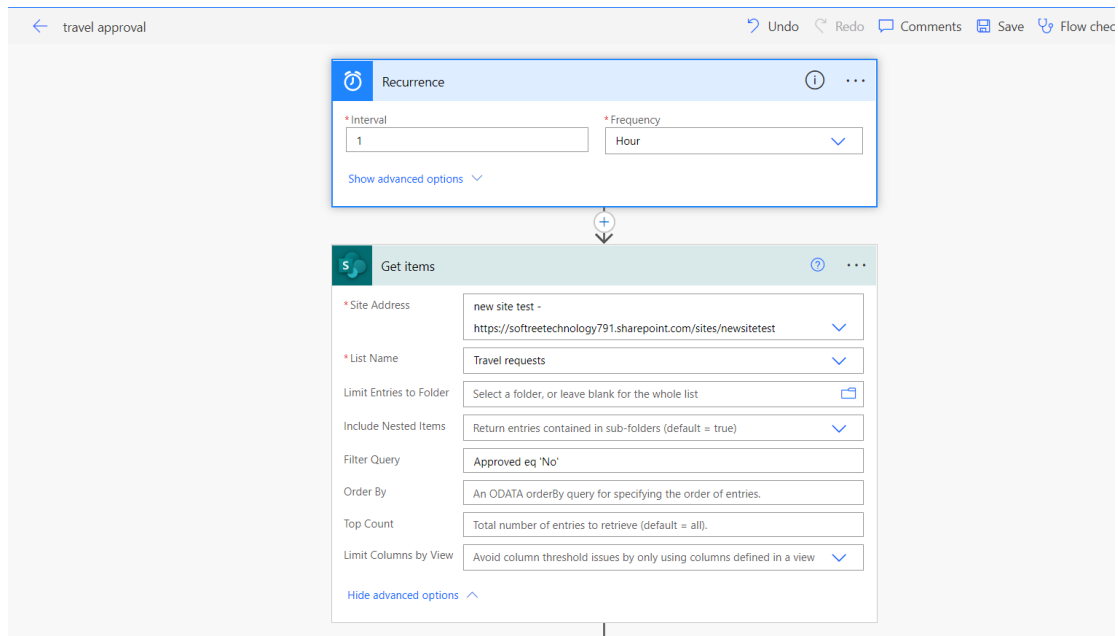 travel approval
Undo
Redo
Comments
Save
Flow chec
Recurrence
* Interval
* Frequency
1
Hour
Show advanced options
S
Get items
* Site Address
new site test -
https://softreetechnology791.sharepoint.com/sites/newsitetest
* List Name
Travel requests
Limit Entries to Folder
Select a folder, or leave blank for the whole list
Include Nested Items
Return entries contained in sub-folders (default = true)
Filter Query
Approved eq 'No'
Order By
An ODATA orderBy query for specifying the order of entries.
Top Count
Total number of entries to retrieve (default = all).
Limit Columns by View
Avoid column threshold issues by only using columns defined in a view
Hide advanced options